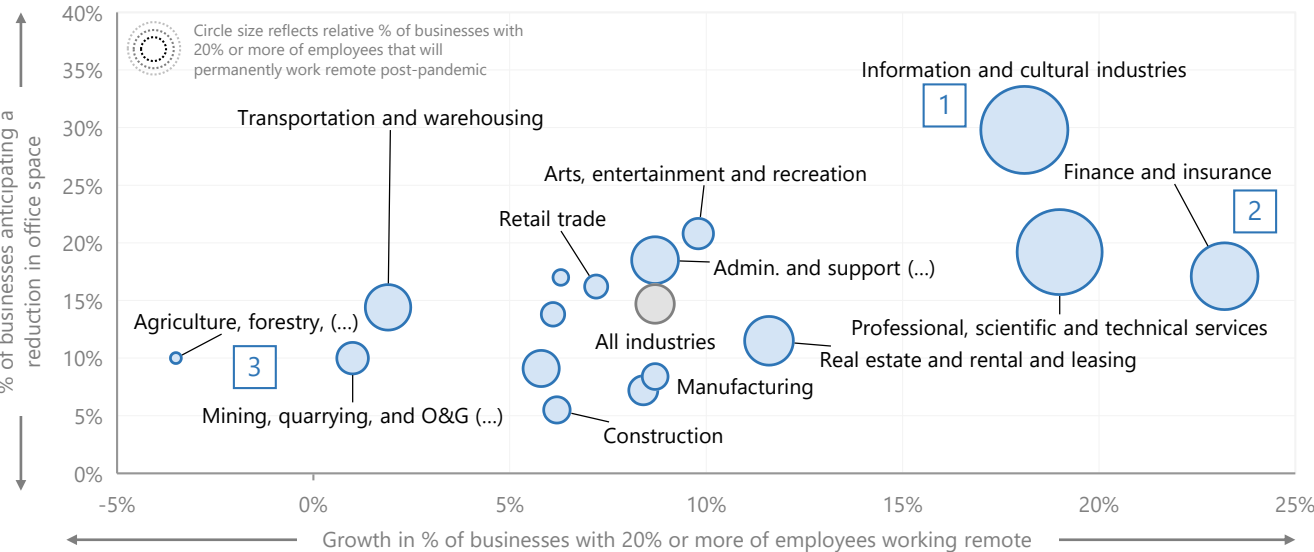 40%
35%
30%
25%
20%
15%
10%
5%
0%
-5%
0%
5%
10%
15%
20%
25%
% of businesses anticipating a
reduction in office space
Growth in % of businesses with 20% or more of employees working remote
Circle size reflects relative % of businesses with
20% or more of employees that will
permanently work remote post-pandemic
Information and cultural industries
1
Transportation and warehousing
Arts, entertainment and recreation
Finance and insurance
2
Retail trade
Admin. and support (...)
Agriculture, forestry, (...)
3
All industries
Professional, scientific and technical services
Real estate and rental and leasing
Manufacturing
Mining, quarrying, and O&G (...)
Construction